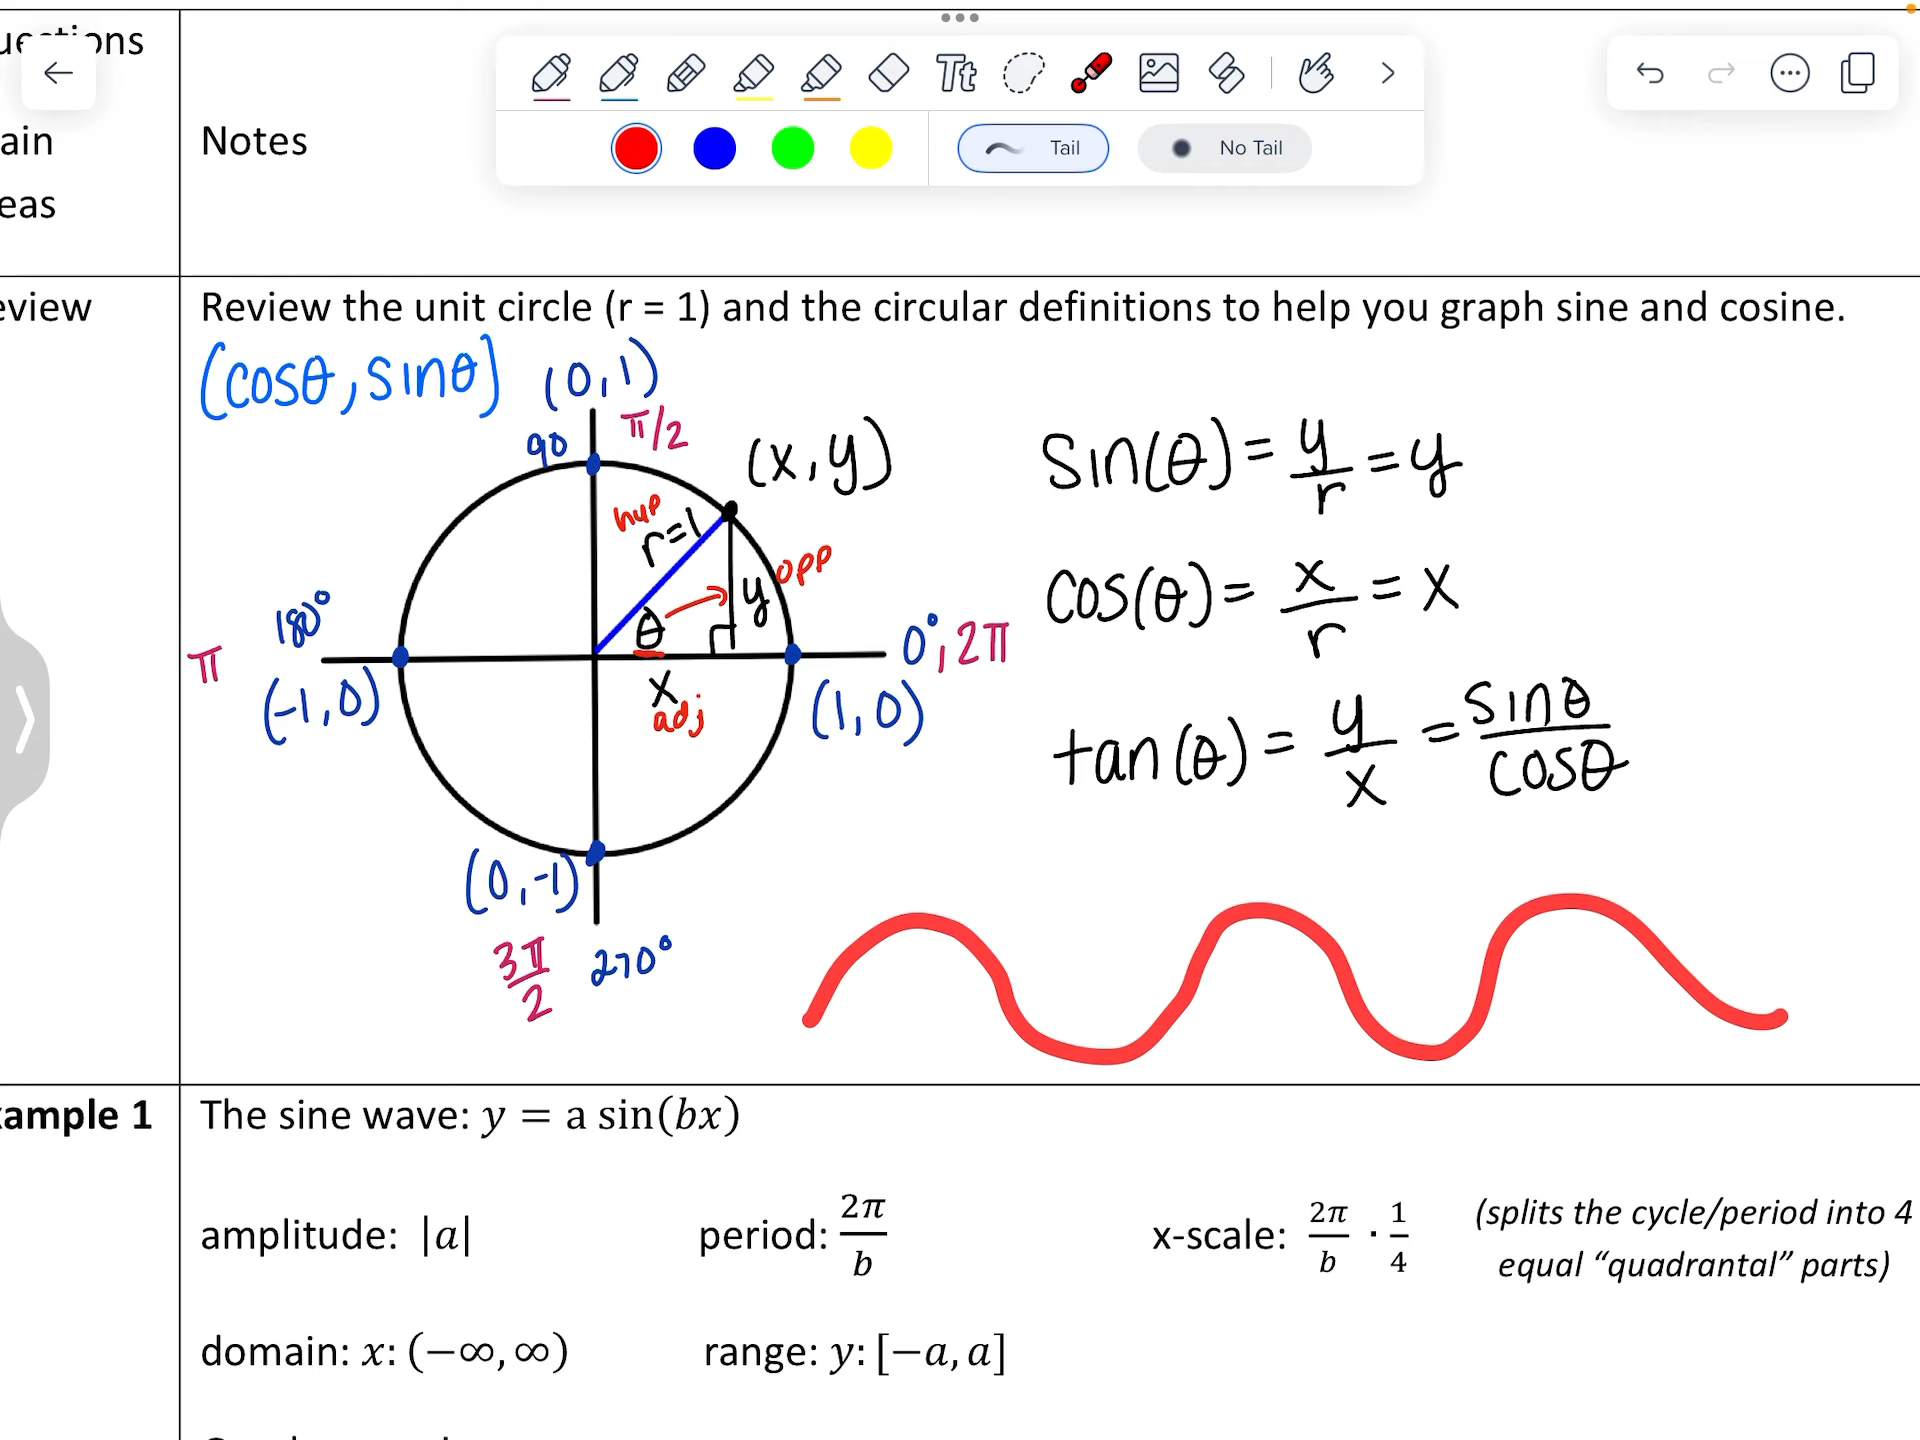 uestions
Tt
Tail
No Tail
ain
Notes
eas
eview
Review the unit circle (r = 1) and the circular definitions to help you graph sine and cosine.
(cosθ, sinθ)
(0,1)
90
π/2
(x,y)
hyp
r=1
opp
y
θ
180°
π
(-1,0)
0°, 2π
x
adj
(1,0)
(0,-1)
3π/2
270°
sin(θ) = y/r = y
cos(θ) = x/r = x
tan(θ) = y/x = sinθ/cosθ
xample 1
The sine wave: y = a sin(bx)
amplitude: |a|
period: 2π/b
x-scale: 2π/b · 1/4
(splits the cycle/period into 4
equal “quadrantal” parts)
domain: x: (−∞, ∞)
range: y: [−a, a]